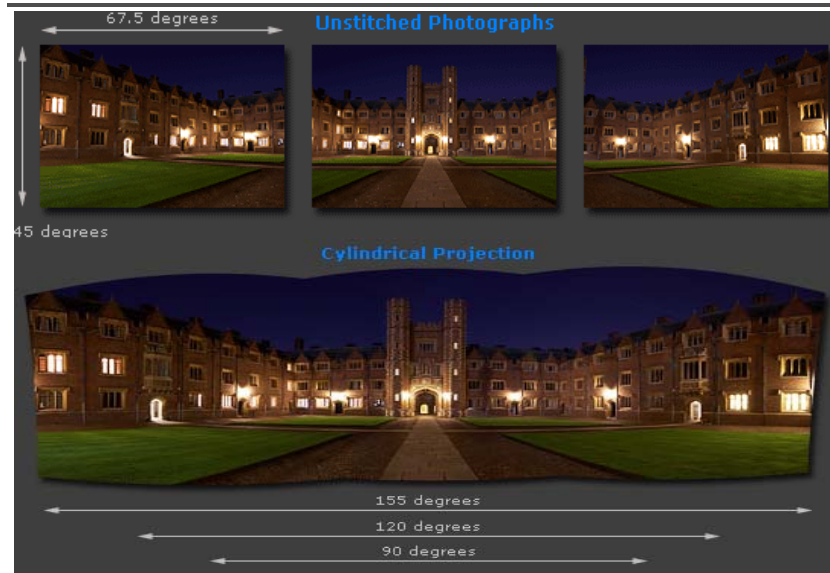 67.5 degrees
Unstitched Photographs
45 degrees
Cylindrical Projection
155 degrees
120 degrees
90 degrees